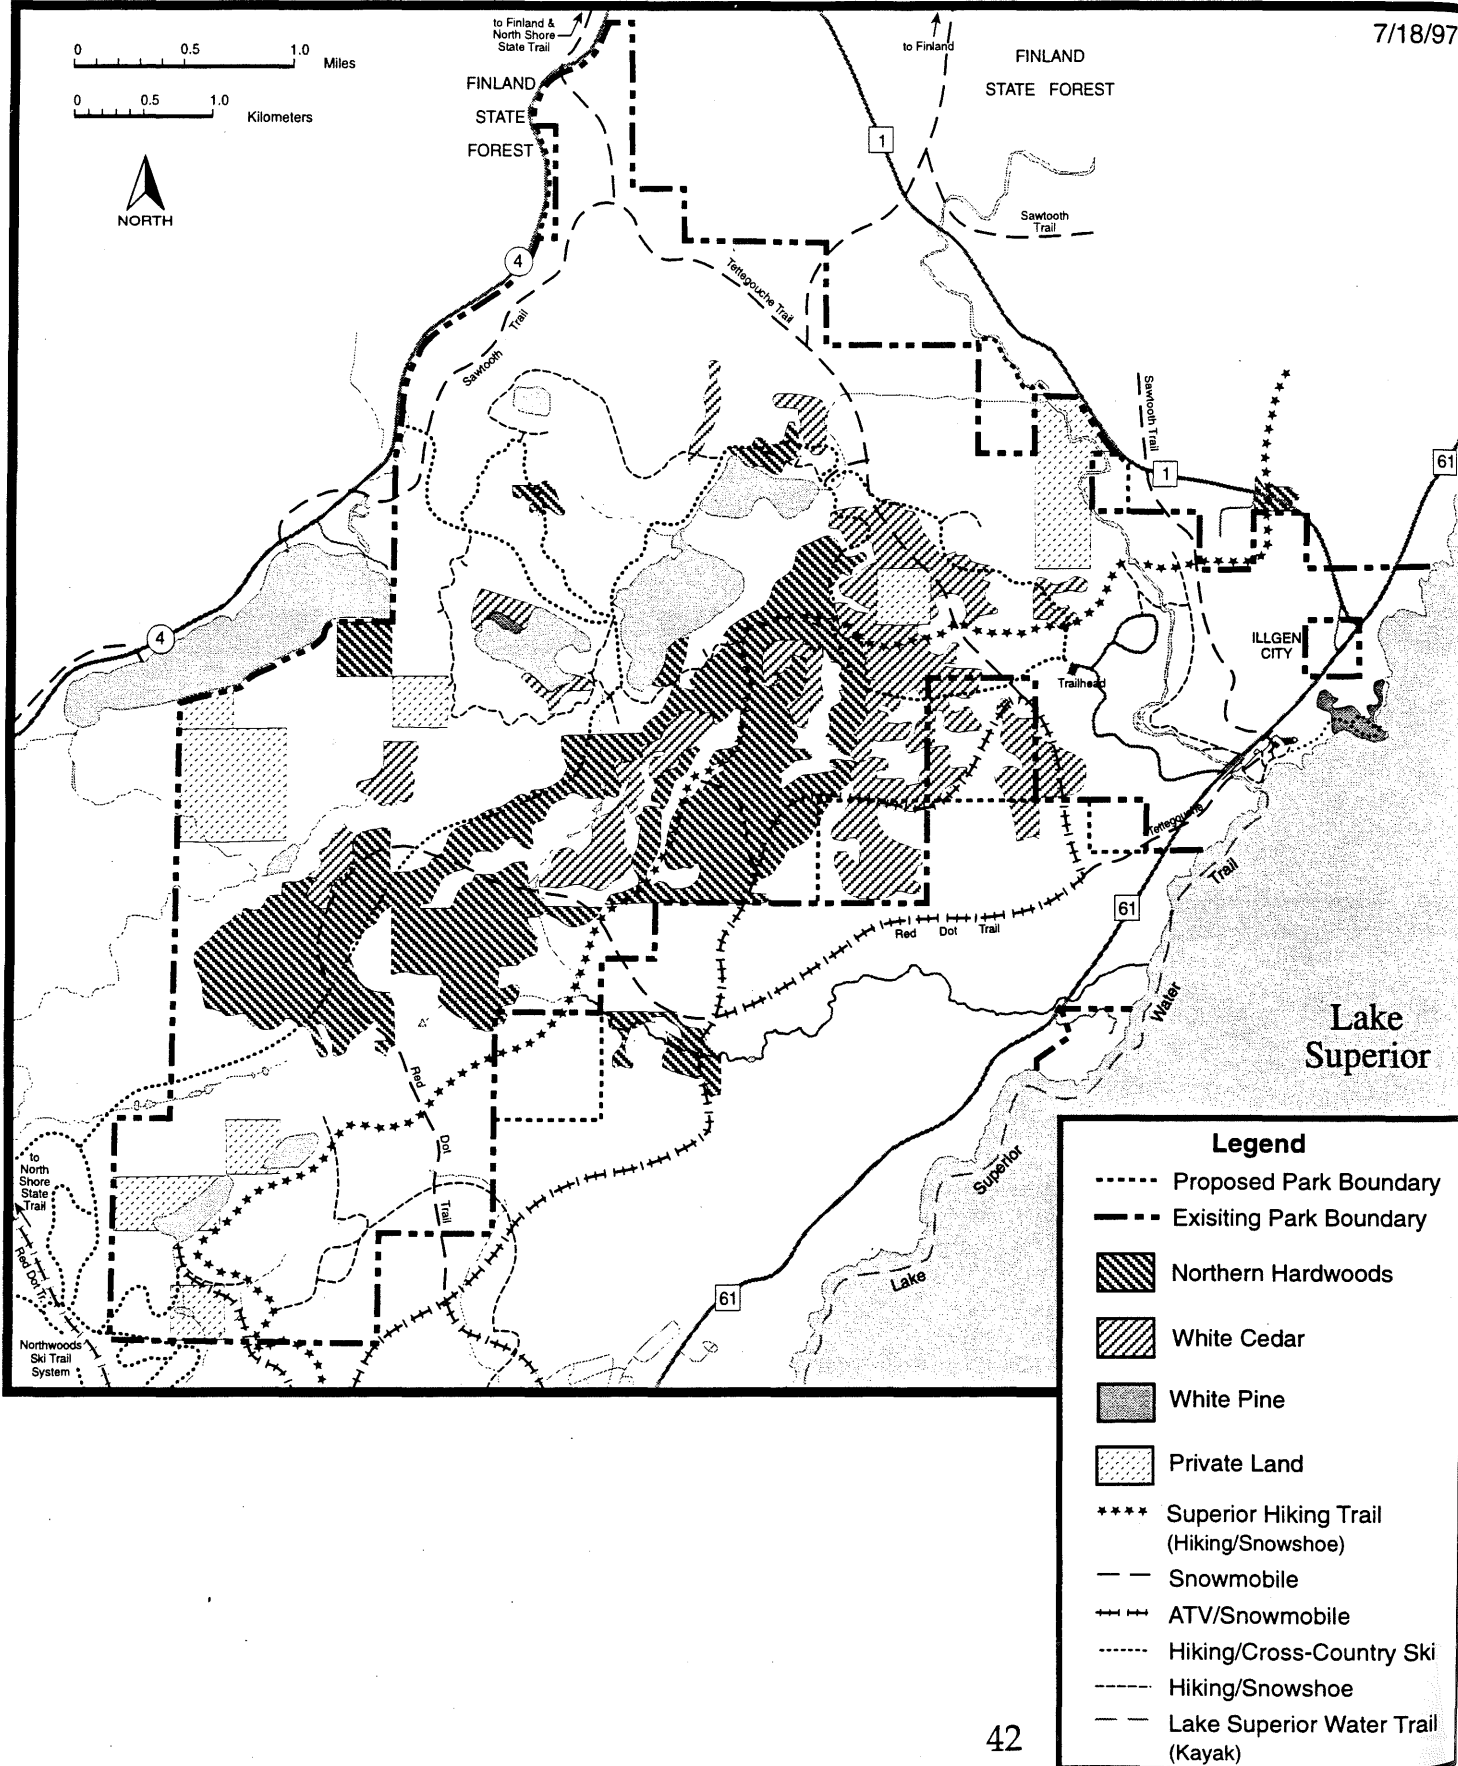 7/18/97
0 0.5 1.0
Miles
0 0.5 1.0
Kilometers
NORTH
to Finland &
North Shore
State Trail
FINLAND
STATE
FOREST
to Finland
FINLAND
STATE FOREST
1
Sawtooth
Trail
4
Tettegouche Trail
Sawtooth Trail
Sawtooth Trail
1
61
4
ILLGEN
CITY
Trailhead
Tettegouche
Trail
61
Red Dot Trail
Water
Lake
Superior
Red
Dot
Trail
to
North
Shore
State
Trail
Red Dot Trl
Superior
Lake
61
Northwoods
Ski Trail
System
Legend
Proposed Park Boundary
Exisiting Park Boundary
Northern Hardwoods
White Cedar
White Pine
Private Land
Superior Hiking Trail
(Hiking/Snowshoe)
Snowmobile
ATV/Snowmobile
Hiking/Cross-Country Ski
Hiking/Snowshoe
Lake Superior Water Trail
(Kayak)
42